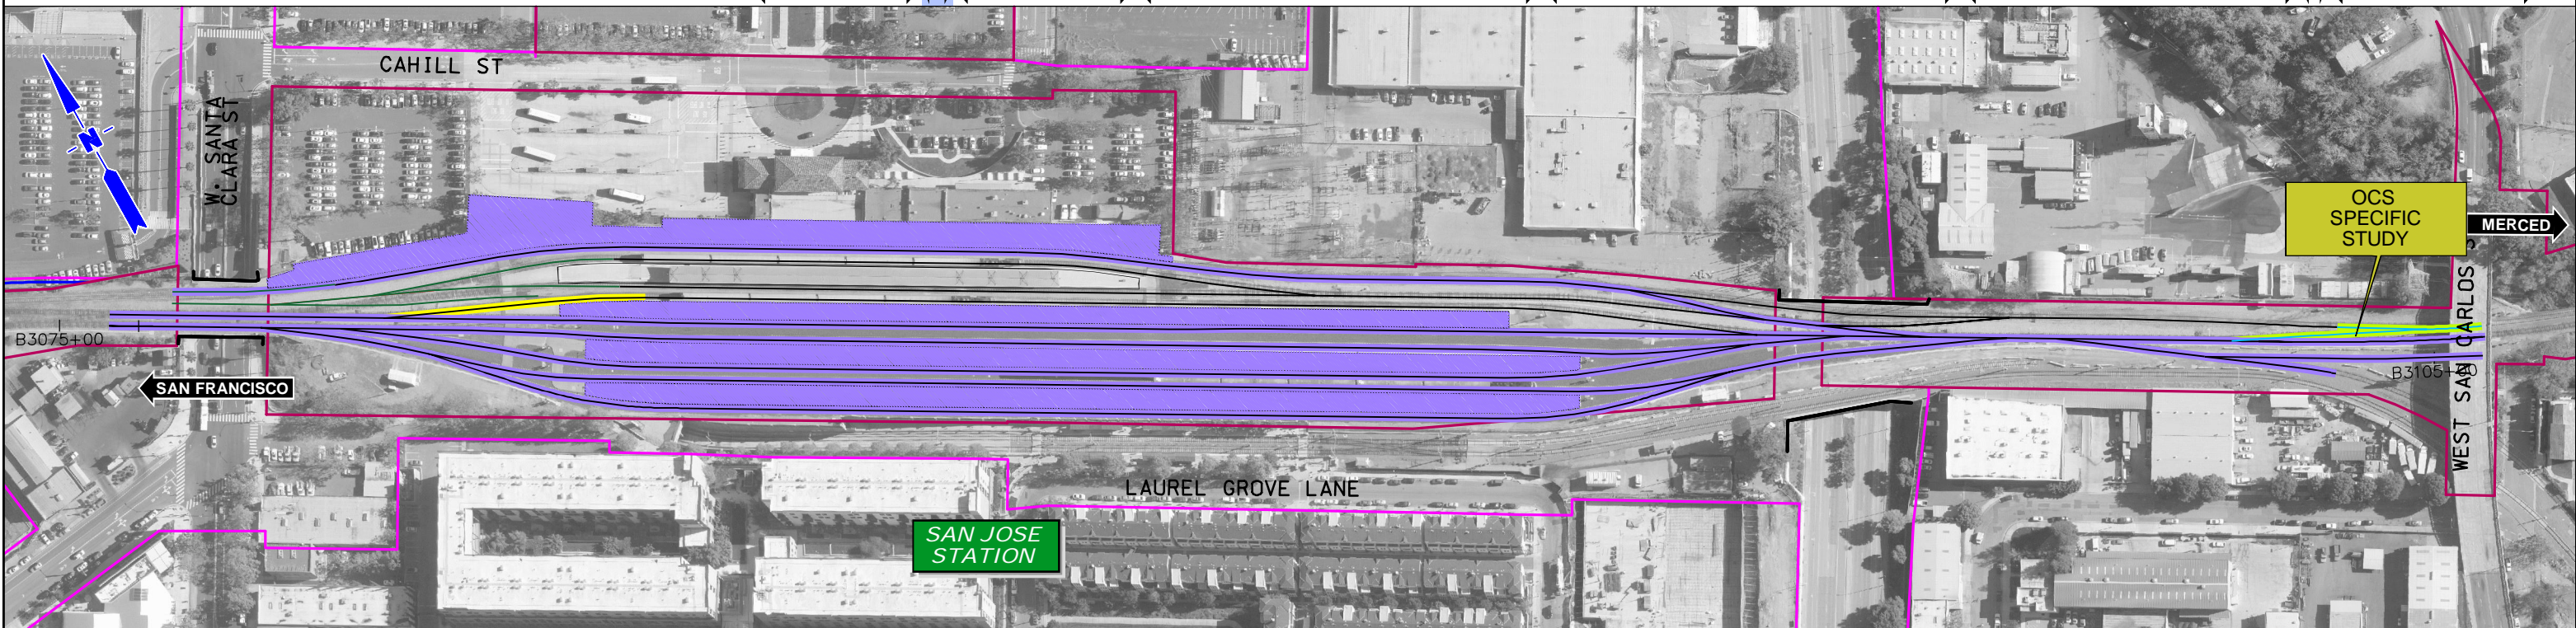 CAHILL ST
W. SANTA
CLARA ST
N
OCS
SPECIFIC
STUDY
MERCED
B3075+00
SAN FRANCISCO
B3105+00
WEST SAN CARLOS S
LAUREL GROVE LANE
SAN JOSE
STATION